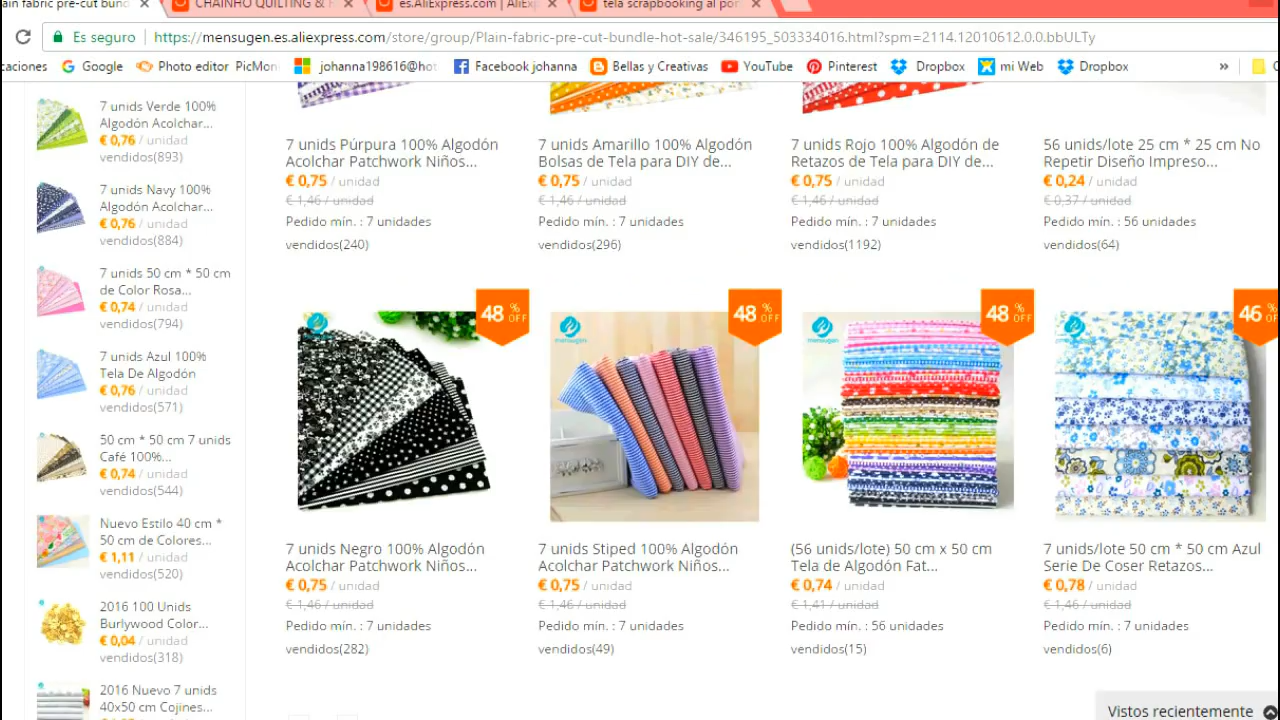 ain fabric pre-cut bund
CHAINHO QUILTING &
es.AliExpress.com | AliExp
tela scrapbooking al por
Es seguro
https://mensugen.es.aliexpress.com/store/group/Plain-fabric-pre-cut-bundle-hot-sale/346195_503334016.html?spm=2114.12010612.0.0.bbULTy
caciones
Google
Photo editor PicMon
johanna198616@hot
Facebook johanna
Bellas y Creativas
YouTube
Pinterest
Dropbox
mi Web
Dropbox
»
7 unids Verde 100%
Algodón Acolchar...
€ 0,76 / unidad
vendidos(893)
7 unids Navy 100%
Algodón Acolchar...
€ 0,76 / unidad
vendidos(884)
7 unids 50 cm * 50 cm
de Color Rosa...
€ 0,74 / unidad
vendidos(794)
7 unids Azul 100%
Tela De Algodón...
€ 0,76 / unidad
vendidos(571)
50 cm * 50 cm 7 unids
Café 100%...
€ 0,74 / unidad
vendidos(544)
Nuevo Estilo 40 cm *
50 cm de Colores...
€ 1,11 / unidad
vendidos(520)
2016 100 Unids
Burlywood Color...
€ 0,04 / unidad
vendidos(318)
2016 Nuevo 7 unids
40x50 cm Cojines...
7 unids Púrpura 100% Algodón
Acolchar Patchwork Niños...
€ 0,75 / unidad
€ 1,46 / unidad
Pedido mín. : 7 unidades
vendidos(240)
7 unids Amarillo 100% Algodón
Bolsas de Tela para DIY de...
€ 0,75 / unidad
€ 1,46 / unidad
Pedido mín. : 7 unidades
vendidos(296)
7 unids Rojo 100% Algodón de
Retazos de Tela para DIY de...
€ 0,75 / unidad
€ 1,46 / unidad
Pedido mín. : 7 unidades
vendidos(1192)
56 unids/lote 25 cm * 25 cm No
Repetir Diseño Impreso...
€ 0,24 / unidad
€ 0,37 / unidad
Pedido mín. : 56 unidades
vendidos(64)
48 % OFF
7 unids Negro 100% Algodón
Acolchar Patchwork Niños...
€ 0,75 / unidad
€ 1,46 / unidad
Pedido mín. : 7 unidades
vendidos(282)
48 % OFF
mensugen
7 unids Stiped 100% Algodón
Acolchar Patchwork Niños...
€ 0,75 / unidad
€ 1,46 / unidad
Pedido mín. : 7 unidades
vendidos(49)
48 % OFF
mensugen
(56 unids/lote) 50 cm x 50 cm
Tela de Algodón Fat...
€ 0,74 / unidad
€ 1,41 / unidad
Pedido mín. : 56 unidades
vendidos(15)
46 % OFF
mensugen
7 unids/lote 50 cm * 50 cm Azul
Serie De Coser Retazos...
€ 0,78 / unidad
€ 1,46 / unidad
Pedido mín. : 7 unidades
vendidos(6)
Vistos recientemente